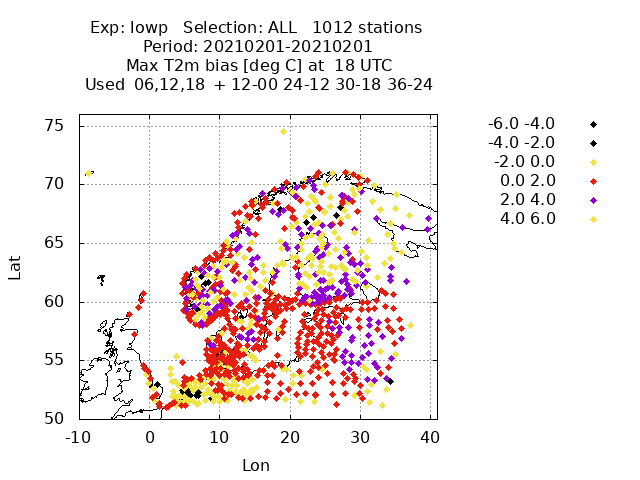 Exp: lowp   Selection: ALL   1012 stations
Period: 20210201-20210201
Max T2m bias [deg C] at  18 UTC
Used  06,12,18  + 12-00 24-12 30-18 36-24
-6.0 -4.0
-4.0 -2.0
-2.0 0.0
0.0 2.0
2.0 4.0
4.0 6.0
75
70
65
60
55
50
Lat
-10 0 10 20 30 40
Lon